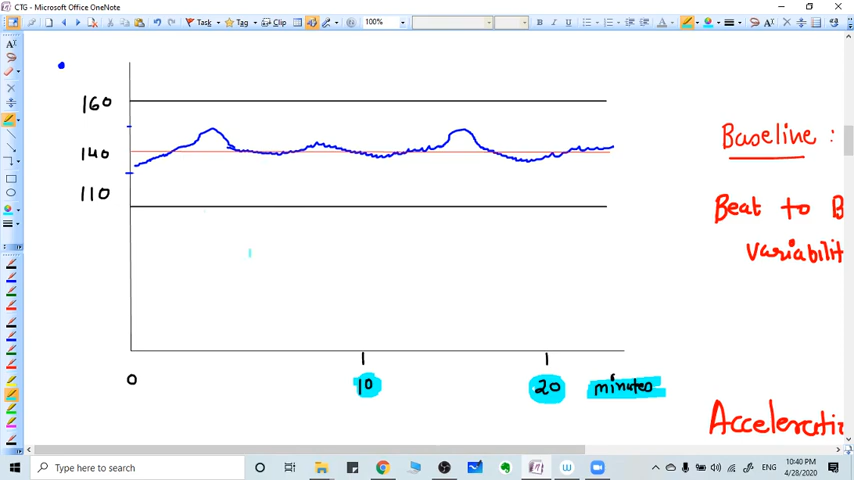 CTG - Microsoft Office OneNote
Task
Tag
Clip
100%
B I U
160
140
110
Baseline :
Beat to B
Variabilit
Accelerati
0
10
20 minutes
Type here to search
ENG
10:40 PM
4/28/2020